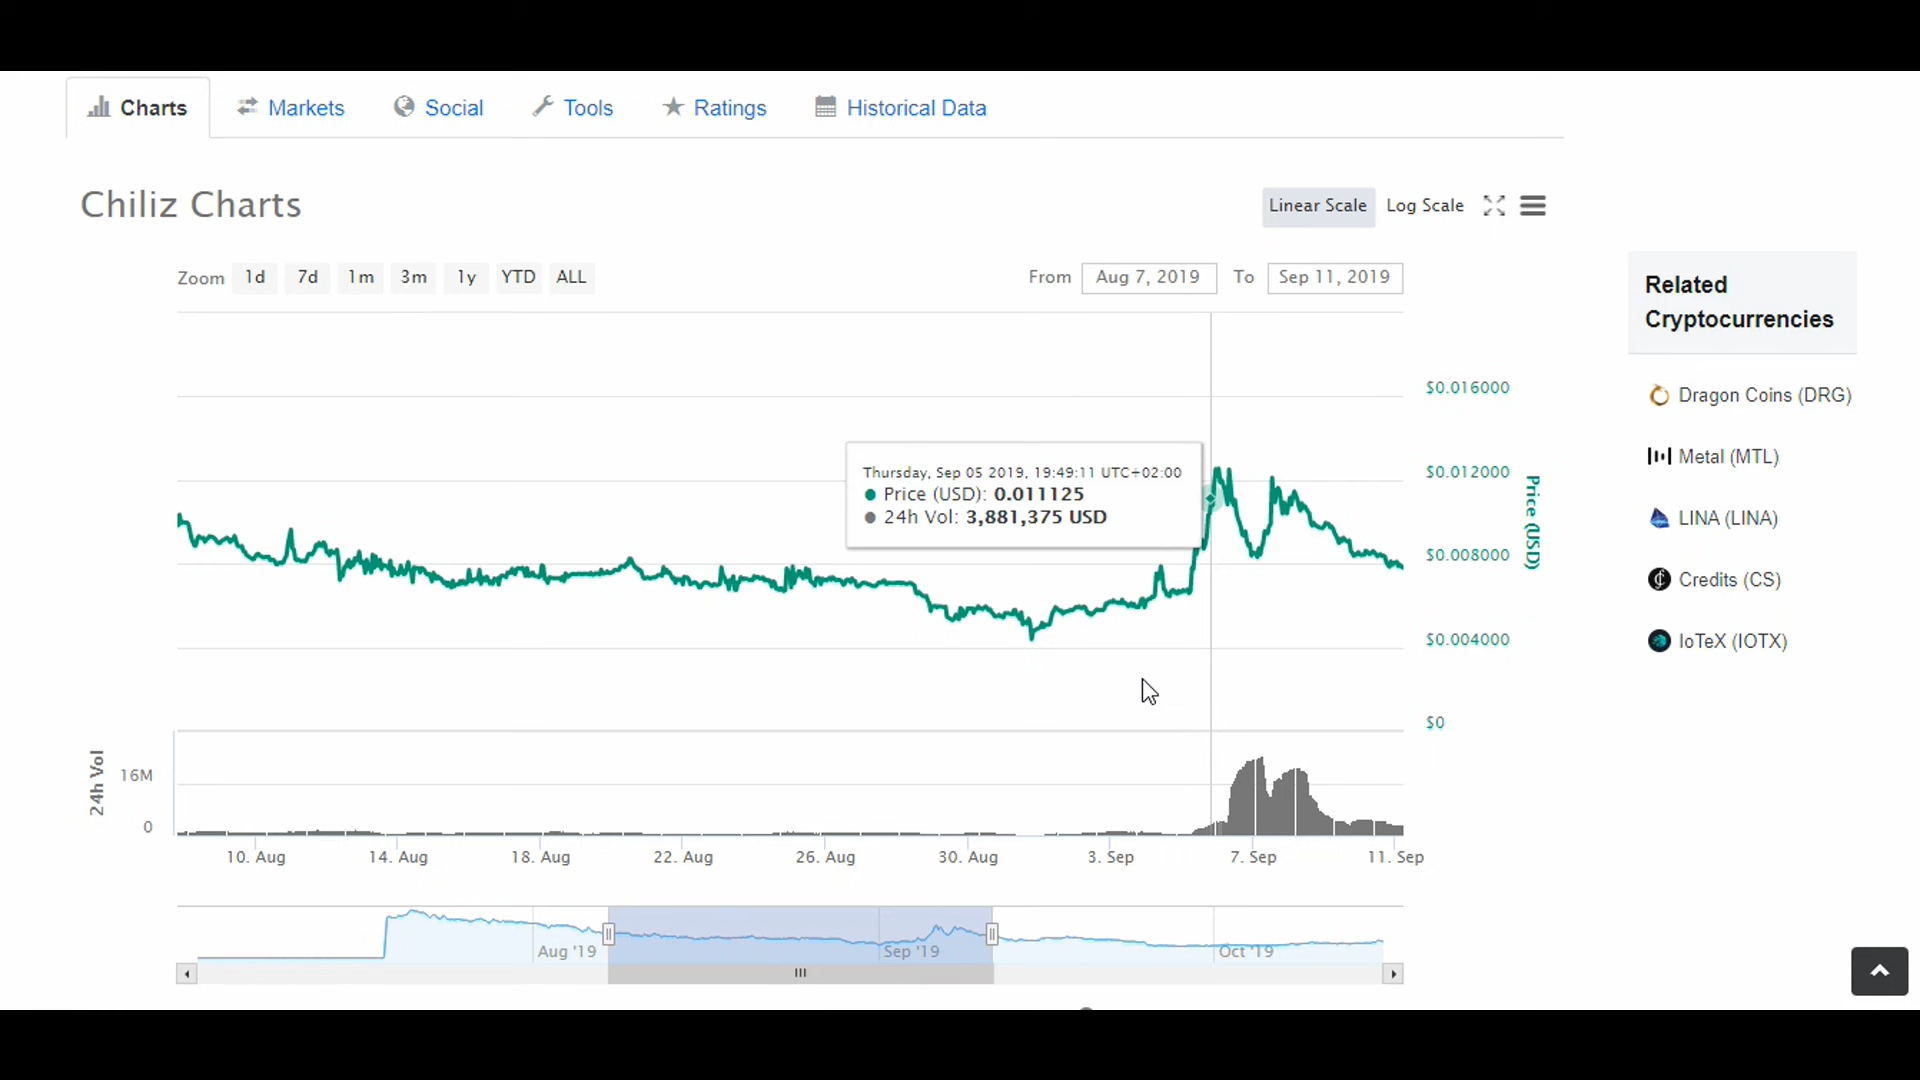 Charts Markets Social Tools Ratings Historical Data
Chiliz Charts
Linear Scale Log Scale
Zoom 1d 7d 1m 3m 1y YTD ALL
From Aug 7, 2019 To Sep 11, 2019
$0.016000
$0.012000
$0.008000
$0.004000
$0
Price (USD)
Thursday, Sep 05 2019, 19:49:11 UTC+02:00
Price (USD): 0.011125
24h Vol: 3,881,375 USD
24h Vol
16M
0
10. Aug 14. Aug 18. Aug 22. Aug 26. Aug 30. Aug 3. Sep 7. Sep 11. Sep
Aug '19 Sep '19 Oct '19
Related
Cryptocurrencies
Dragon Coins (DRG)
Metal (MTL)
LINA (LINA)
Credits (CS)
IoTeX (IOTX)